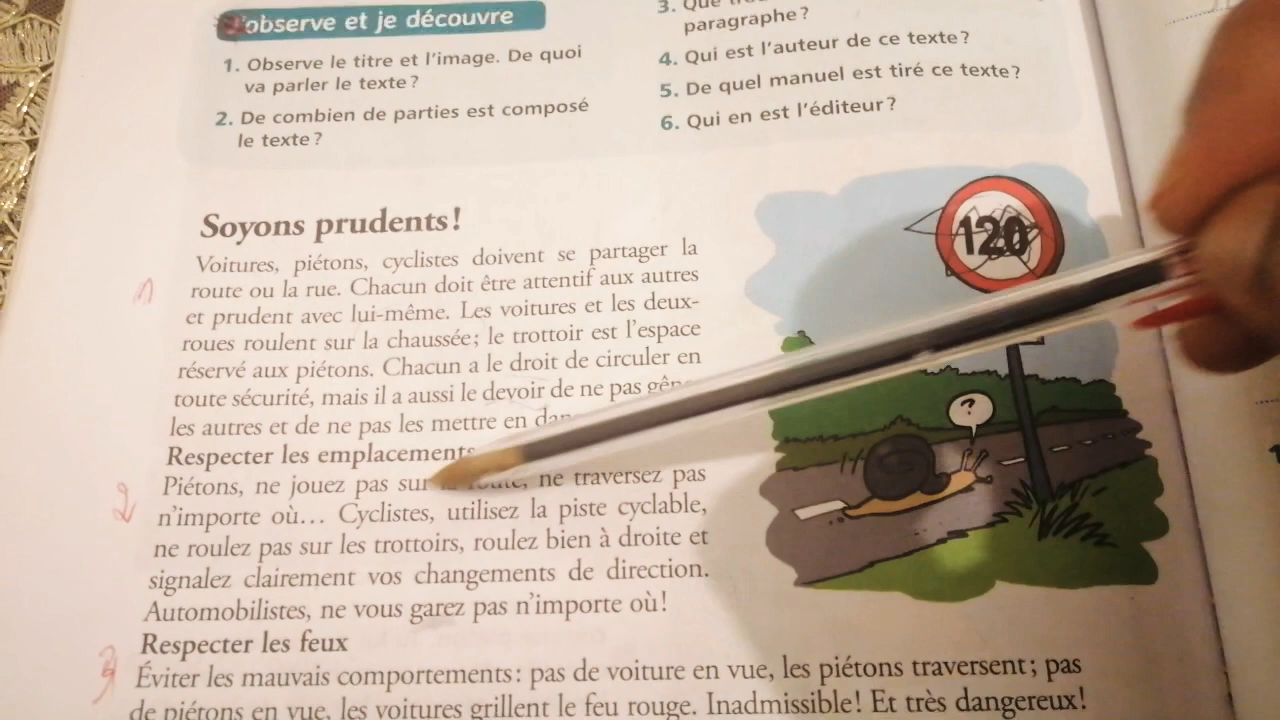 J'observe et je découvre
1. Observe le titre et l'image. De quoi
va parler le texte ?
2. De combien de parties est composé
le texte ?
3. Que
paragraphe ?
4. Qui est l'auteur de ce texte ?
5. De quel manuel est tiré ce texte ?
6. Qui en est l'éditeur ?
Soyons prudents !
1
Voitures, piétons, cyclistes doivent se partager la
route ou la rue. Chacun doit être attentif aux autres
et prudent avec lui-même. Les voitures et les deux-
roues roulent sur la chaussée ; le trottoir est l'espace
réservé aux piétons. Chacun a le droit de circuler en
toute sécurité, mais il a aussi le devoir de ne pas
les autres et de ne pas les mettre en
Respecter les emplacements
2
Piétons, ne jouez pas sur la route, ne traversez pas
n'importe où... Cyclistes, utilisez la piste cyclable,
ne roulez pas sur les trottoirs, roulez bien à droite et
signalez clairement vos changements de direction.
Automobilistes, ne vous garez pas n'importe où !
Respecter les feux
3
Éviter les mauvais comportements : pas de voiture en vue, les piétons traversent ; pas
de piétons en vue, les voitures grillent le feu rouge. Inadmissible ! Et très dangereux !
120
?